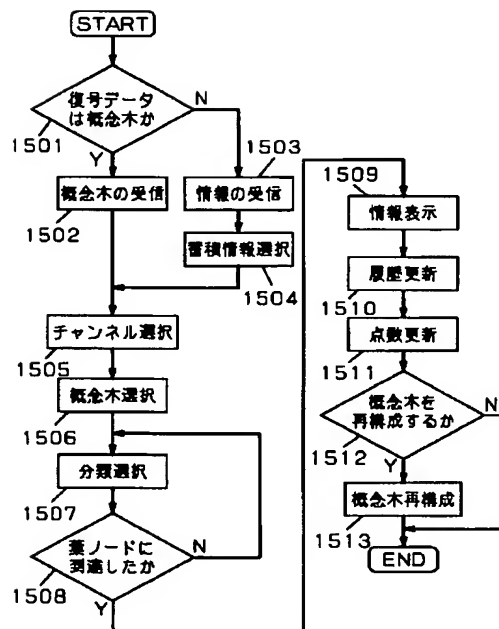 START
復号データ
は概念木か
1501
N
Y
概念木の受信
1502
1503
情報の受信
蓄積情報選択
1504
チャンネル選択
1505
概念木選択
1506
分類選択
1507
葉ノードに
到達したか
1508
N
Y
1509
情報表示
履歴更新
1510
点数更新
1511
概念木を
再構成するか
1512
N
Y
概念木再構成
1513
END